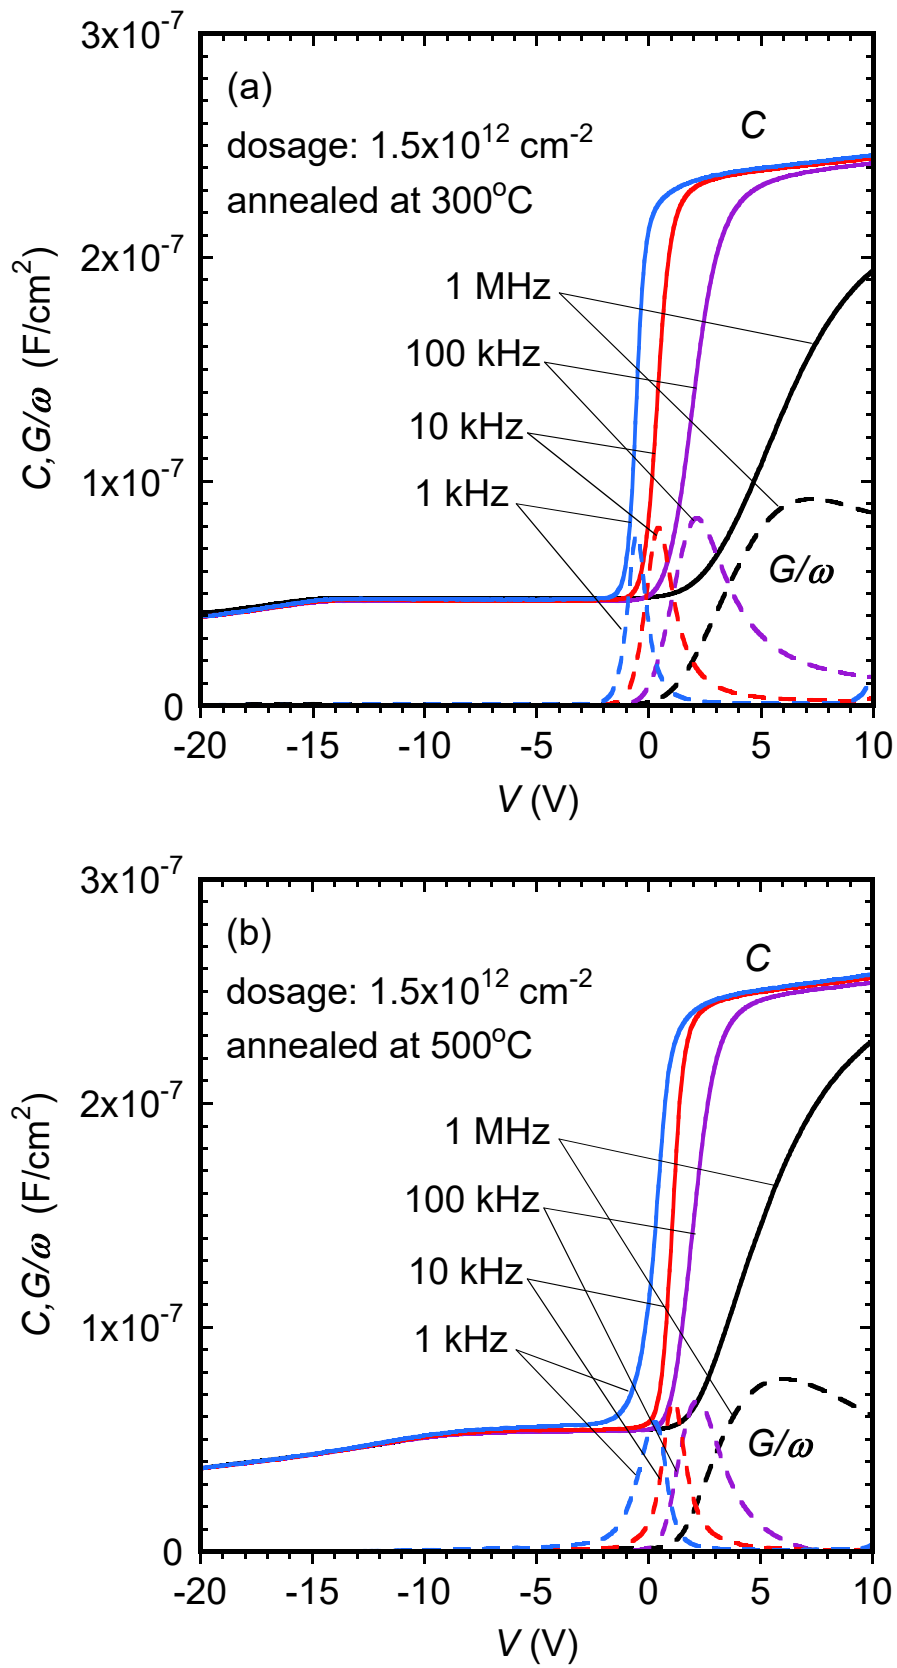 3x10⁻⁷
(a)
C
dosage: 1.5x10¹² cm⁻²
annealed at 300°C
2x10⁻⁷
1 MHz
100 kHz
C,G/ω (F/cm²)
10 kHz
1x10⁻⁷
1 kHz
G/ω
0
-20 -15 -10 -5 0 5 10
V (V)
3x10⁻⁷
(b)
C
dosage: 1.5x10¹² cm⁻²
annealed at 500°C
2x10⁻⁷
1 MHz
100 kHz
C,G/ω (F/cm²)
10 kHz
1x10⁻⁷
1 kHz
G/ω
0
-20 -15 -10 -5 0 5 10
V (V)